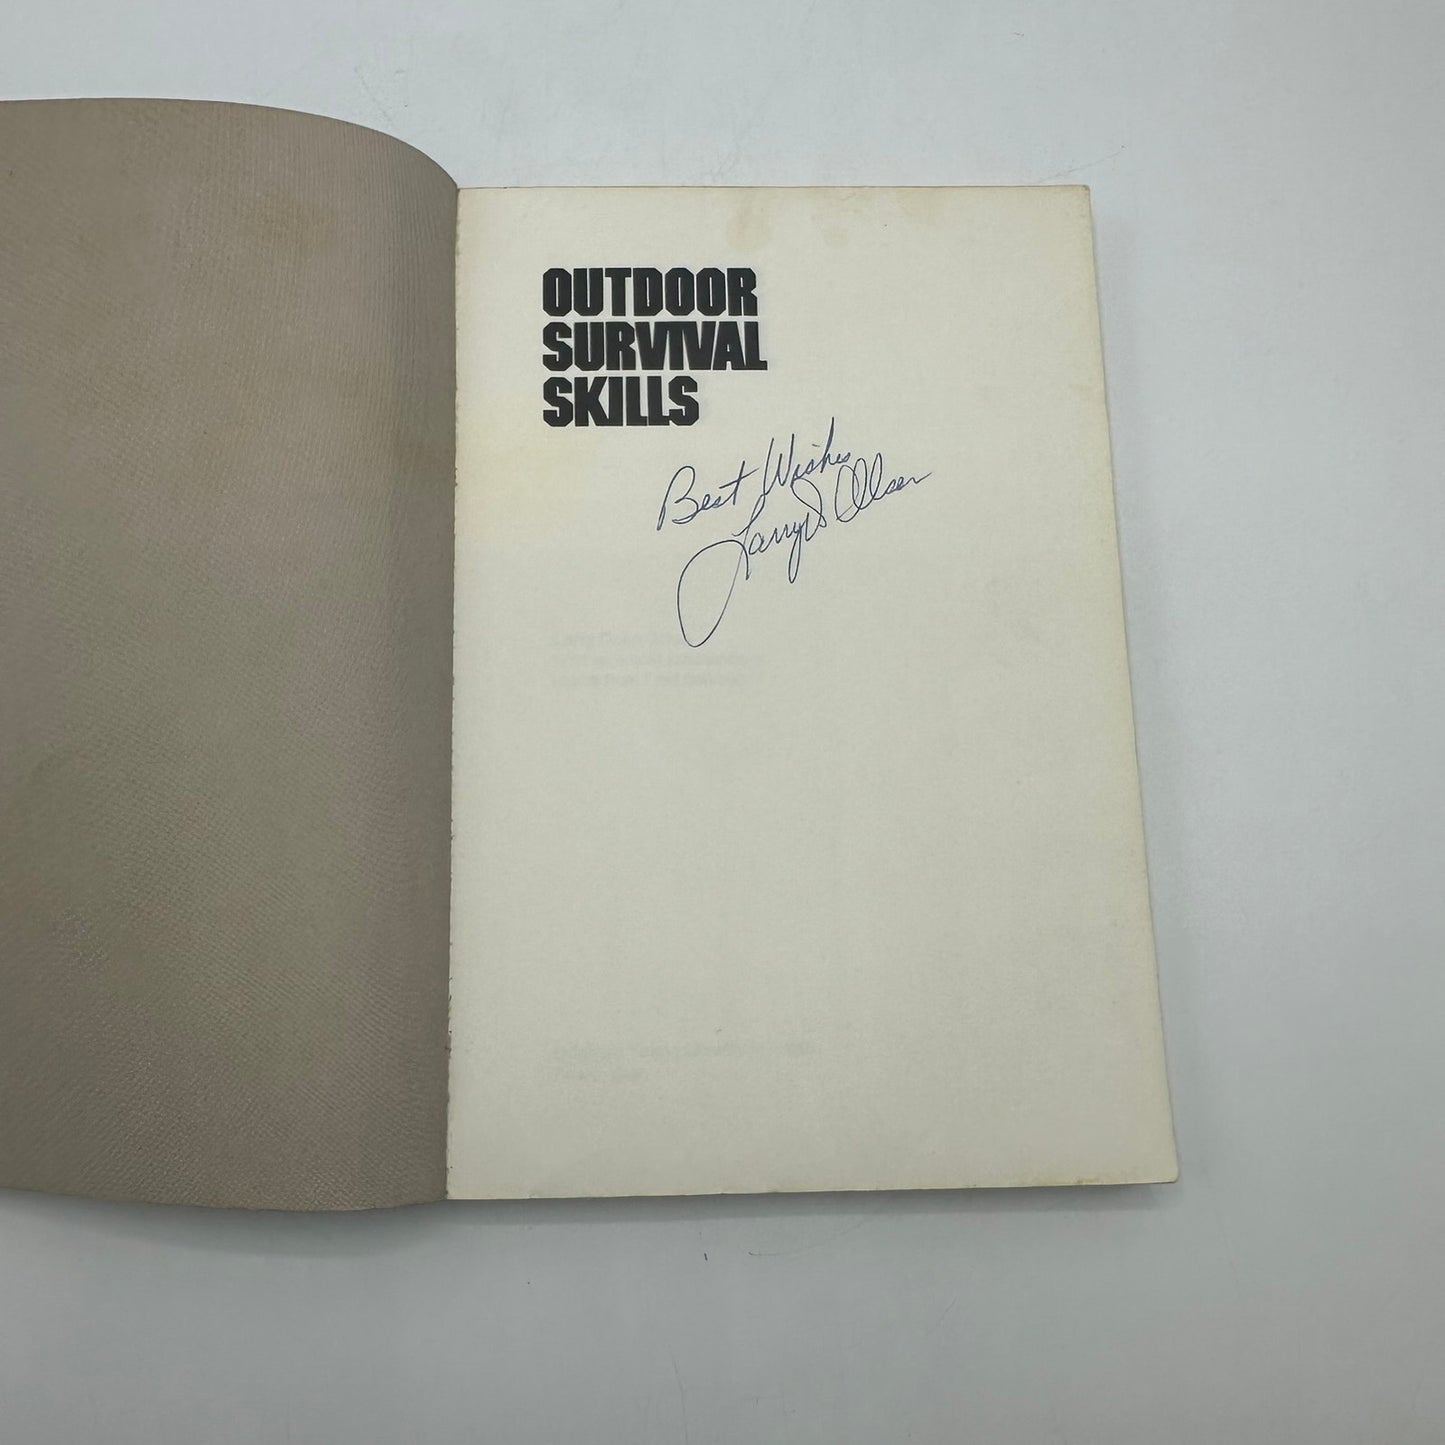 OUTDOOR
SURVIVAL
SKILLS
Best Wishes
Larry D Olsen